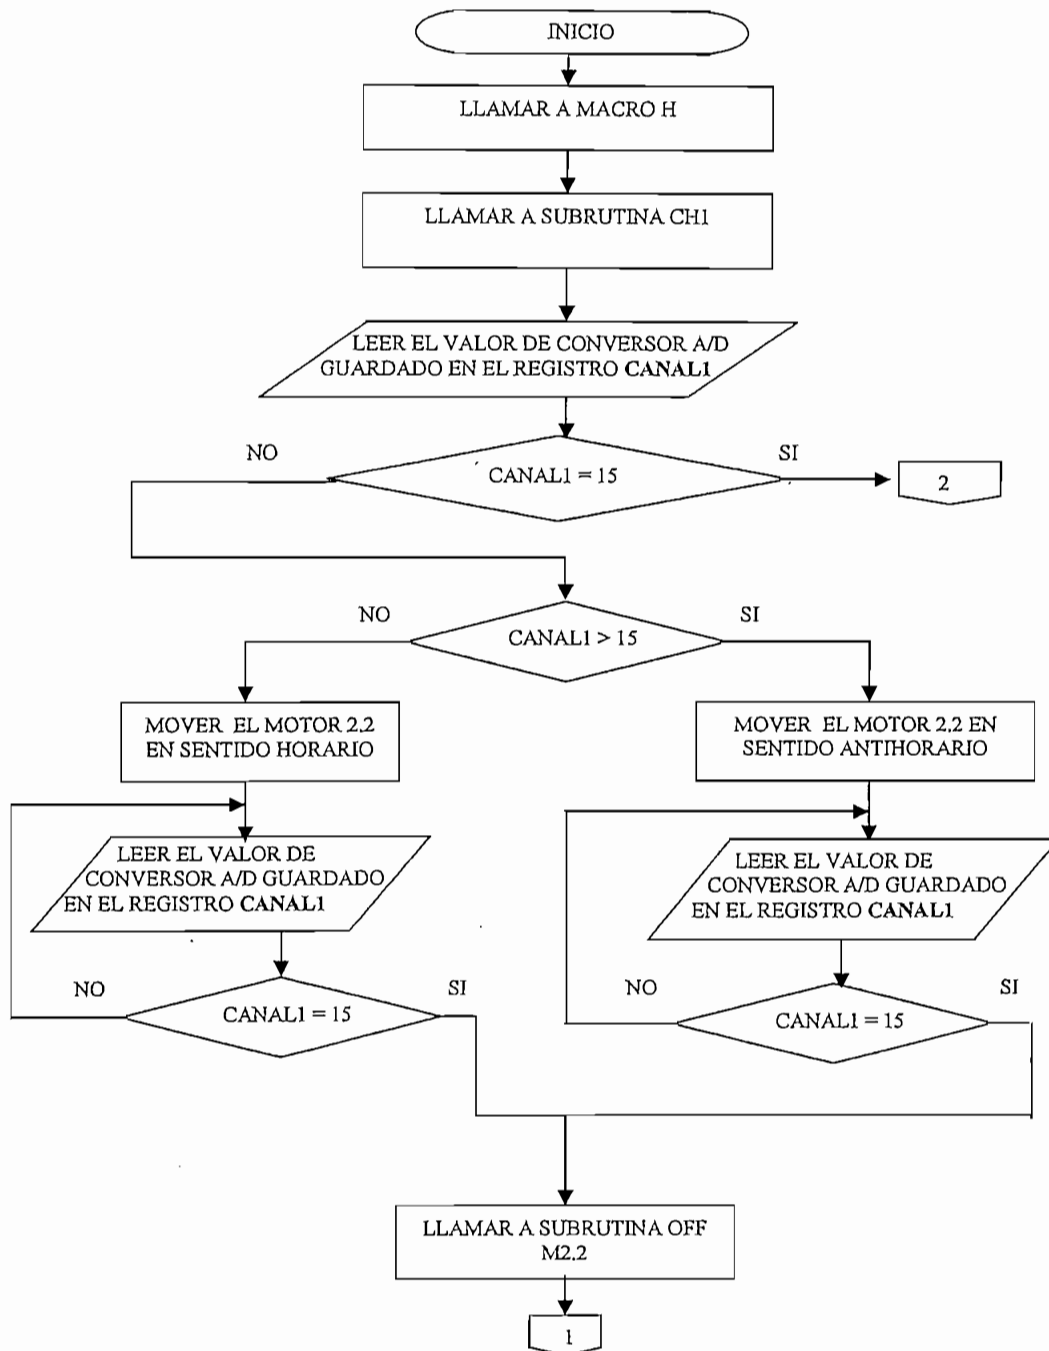 INICIO
LLAMAR A MACRO H
LLAMAR A SUBRUTINA CH1
LEER EL VALOR DE CONVERSOR A/D
GUARDADO EN EL REGISTRO CANAL1
NO
SI
CANAL1 = 15
2
NO
SI
CANAL1 > 15
MOVER EL MOTOR 2.2
EN SENTIDO HORARIO
MOVER EL MOTOR 2.2 EN
SENTIDO ANTIHORARIO
LEER EL VALOR DE
CONVERSOR A/D GUARDADO
EN EL REGISTRO CANAL1
LEER EL VALOR DE
CONVERSOR A/D GUARDADO
EN EL REGISTRO CANAL1
NO
SI
CANAL1 = 15
NO
SI
CANAL1 = 15
LLAMAR A SUBRUTINA OFF
M2.2
1